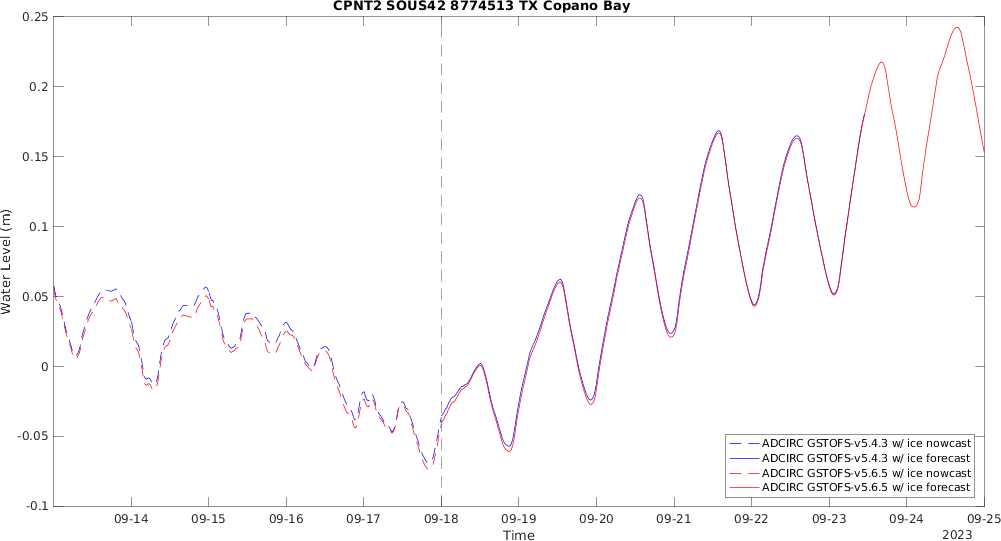 CPNT2 SOUS42 8774513 TX Copano Bay
0.25
0.2
0.15
0.1
0.05
0
-0.05
-0.1
Water Level (m)
09-14 09-15 09-16 09-17 09-18 09-19 09-20 09-21 09-22 09-23 09-24 09-25
Time
2023
ADCIRC GSTOFS-v5.4.3 w/ ice nowcast
ADCIRC GSTOFS-v5.4.3 w/ ice forecast
ADCIRC GSTOFS-v5.6.5 w/ ice nowcast
ADCIRC GSTOFS-v5.6.5 w/ ice forecast